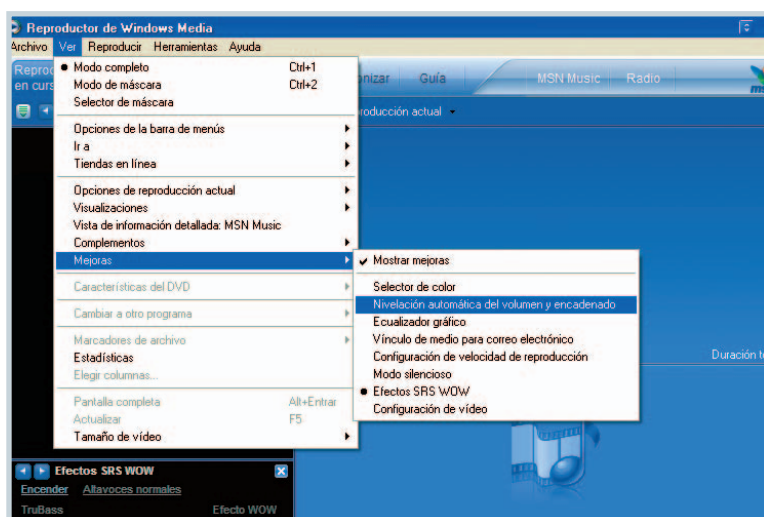 Reproductor de Windows Media
Archivo Ver Reproducir Herramientas Ayuda
Modo completo Ctrl+1
Modo de máscara Ctrl+2
Selector de máscara
Opciones de la barra de menús
Ir a
Tiendas en línea
Opciones de reproducción actual
Visualizaciones
Vista de información detallada: MSN Music
Complementos
Mejoras
Características del DVD
Cambiar a otro programa
Marcadores de archivo
Estadísticas
Elegir columnas...
Pantalla completa Alt+Entrar
Actualizar F5
Tamaño de vídeo
Mostrar mejoras
Selector de color
Nivelación automática del volumen y encadenado
Ecualizador gráfico
Vínculo de medio para correo electrónico
Configuración de velocidad de reproducción
Modo silencioso
Efectos SRS WOW
Configuración de vídeo
Guía MSN Music Radio
actual
Duración
Efectos SRS WOW
Encender Altavoces normales
TruBass Efecto WOW